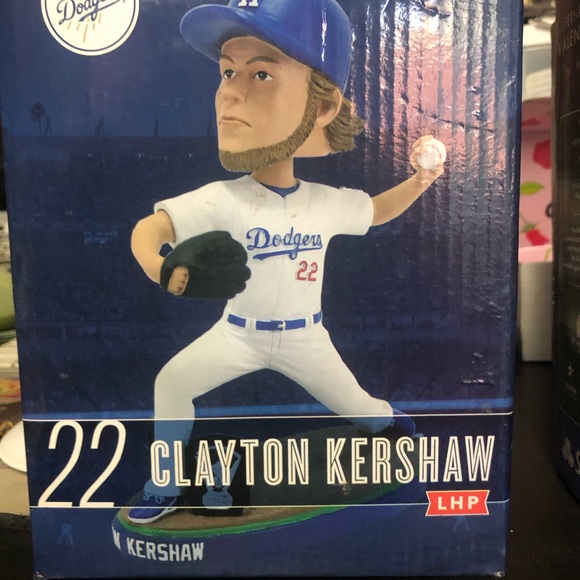 Dodgers
Dodgers
22
22 CLAYTON KERSHAW
LHP
KERSHAW